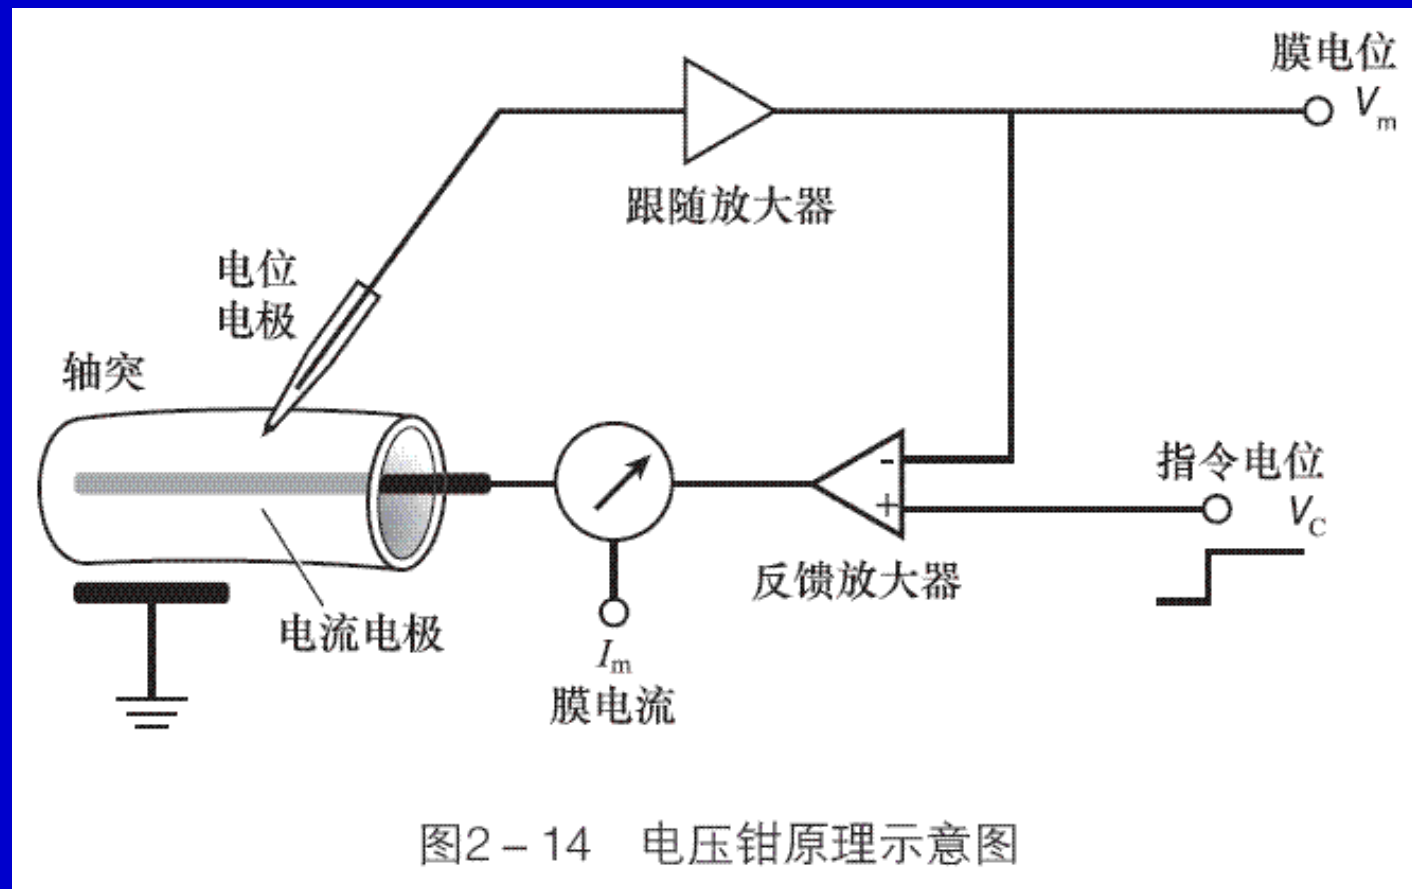 膜电位
Vm
跟随放大器
电位
电极
轴突
指令电位
VC
-
+
反馈放大器
电流电极
Im
膜电流
图2-14 电压钳原理示意图